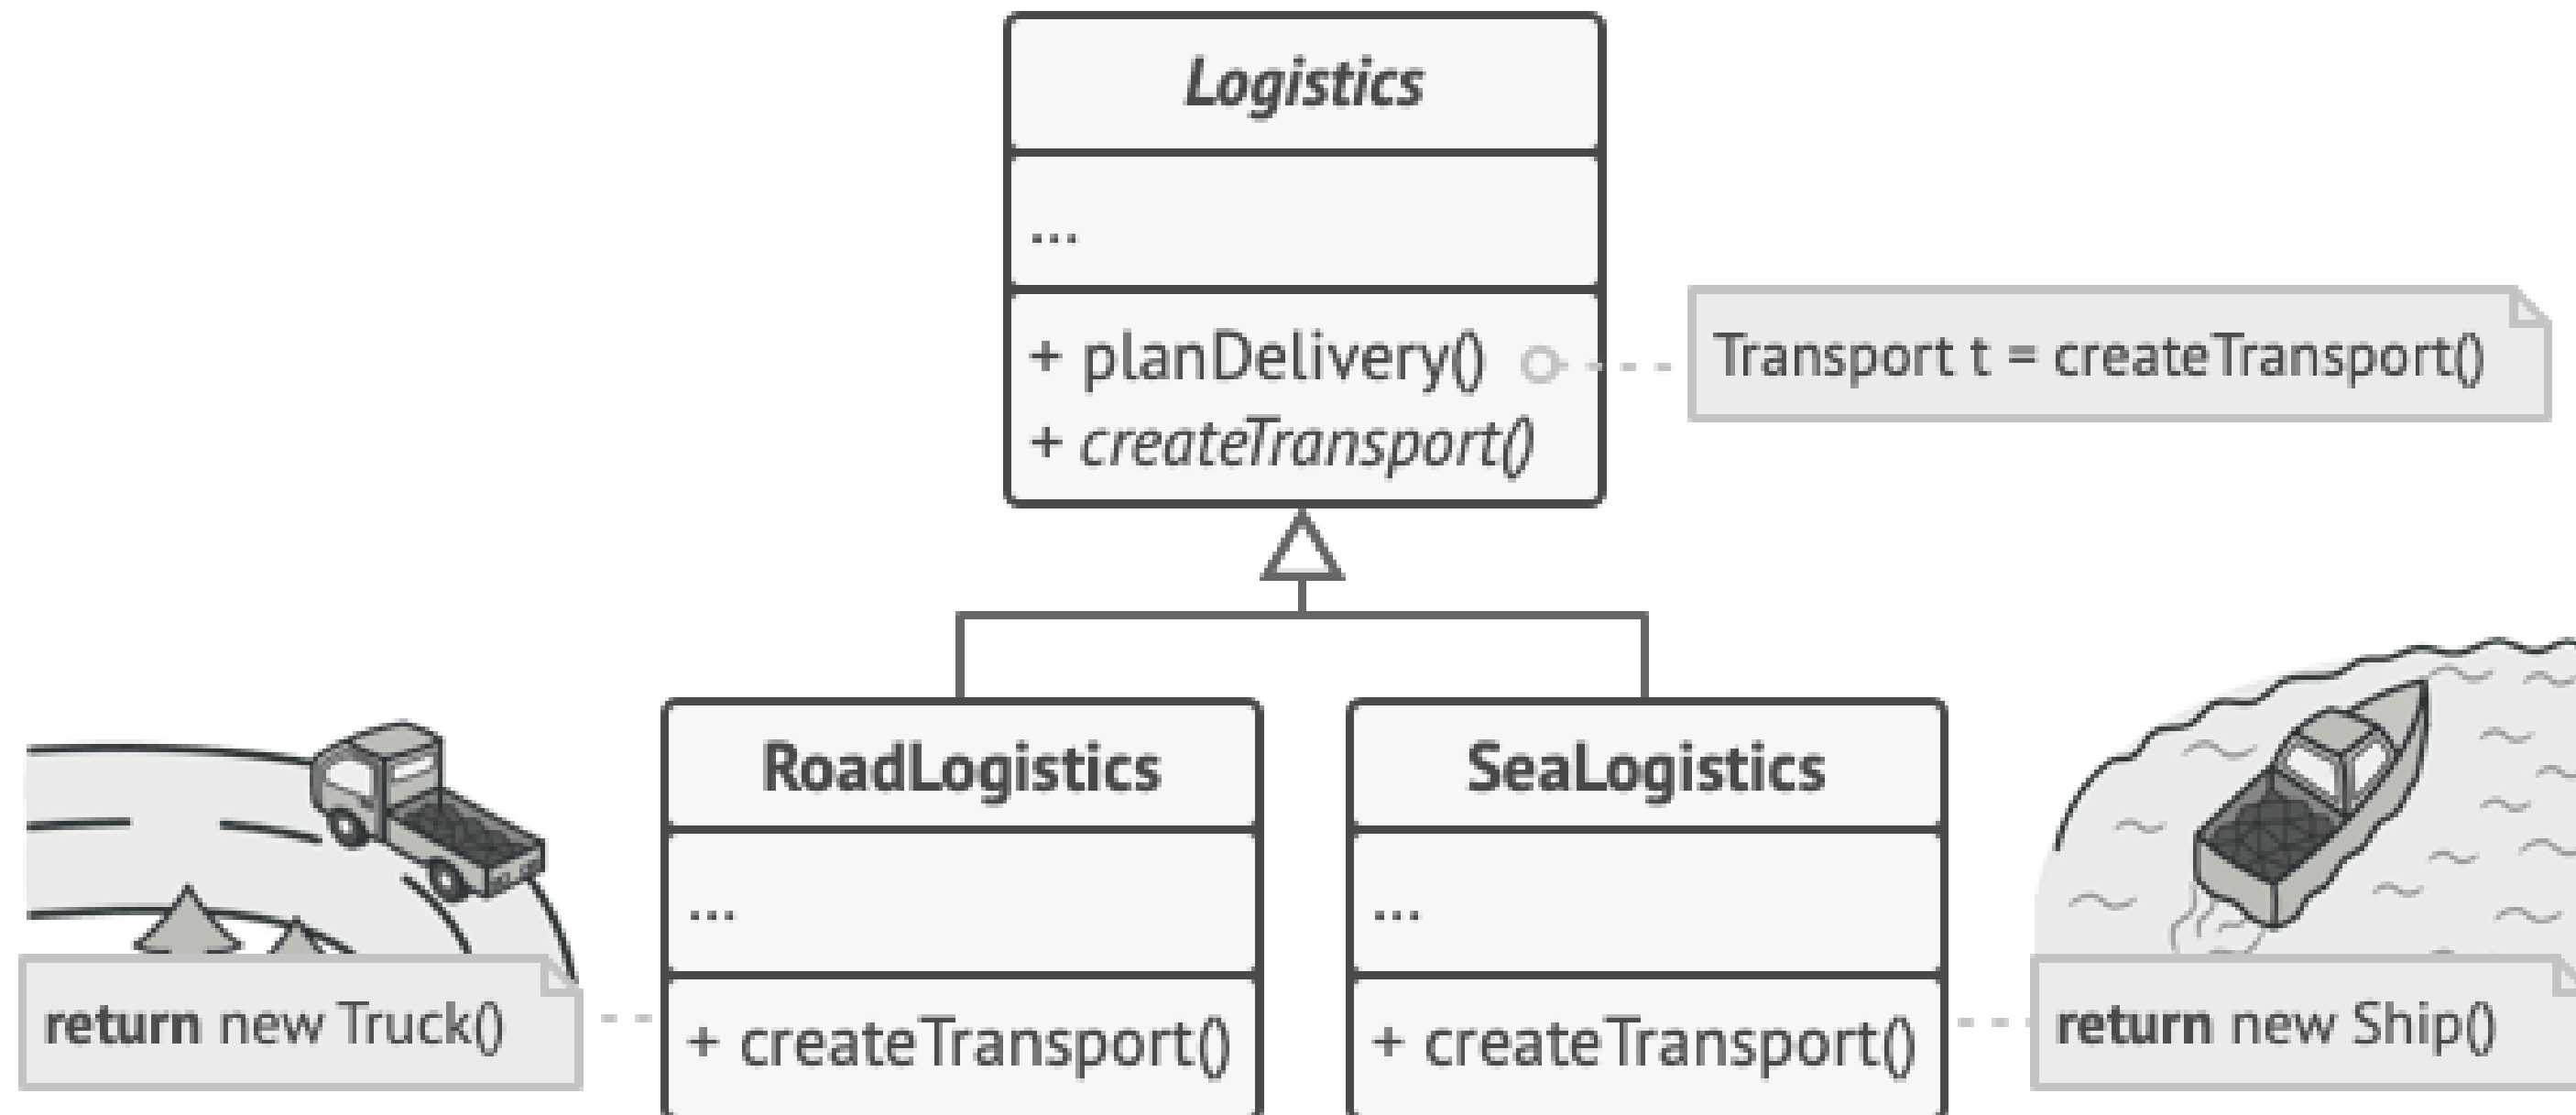 Logistics
...
+ planDelivery()
Transport t = createTransport()
+ createTransport()
RoadLogistics
...
+ createTransport()
return new Truck()
SeaLogistics
...
+ createTransport()
return new Ship()